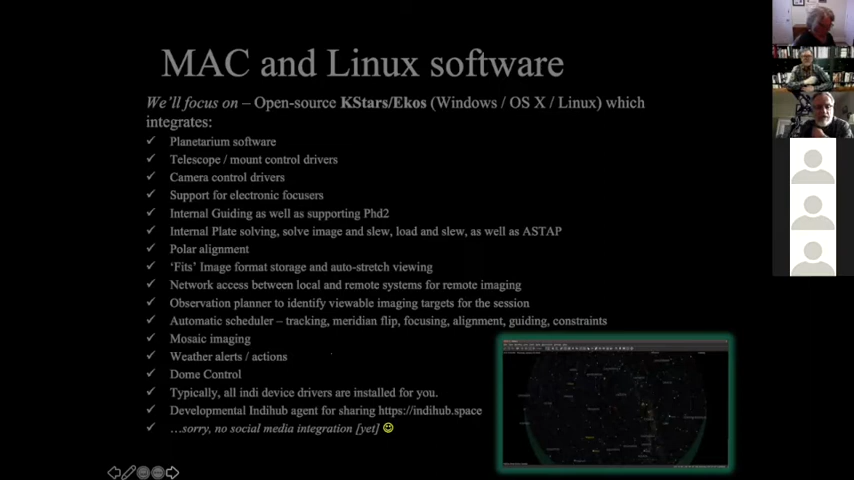 MAC and Linux software
We'll focus on – Open-source KStars/Ekos (Windows / OS X / Linux) which
integrates:
✓ Planetarium software
✓ Telescope / mount control drivers
✓ Camera control drivers
✓ Support for electronic focusers
✓ Internal Guiding as well as supporting Phd2
✓ Internal Plate solving, solve image and slew, load and slew, as well as ASTAP
✓ Polar alignment
✓ 'Fits' Image format storage and auto-stretch viewing
✓ Network access between local and remote systems for remote imaging
✓ Observation planner to identify viewable imaging targets for the session
✓ Automatic scheduler – tracking, meridian flip, focusing, alignment, guiding, constraints
✓ Mosaic imaging
✓ Weather alerts / actions
✓ Dome Control
✓ Typically, all indi device drivers are installed for you.
✓ Developmental Indihub agent for sharing https://indihub.space
✓ …sorry, no social media integration [yet] ☺